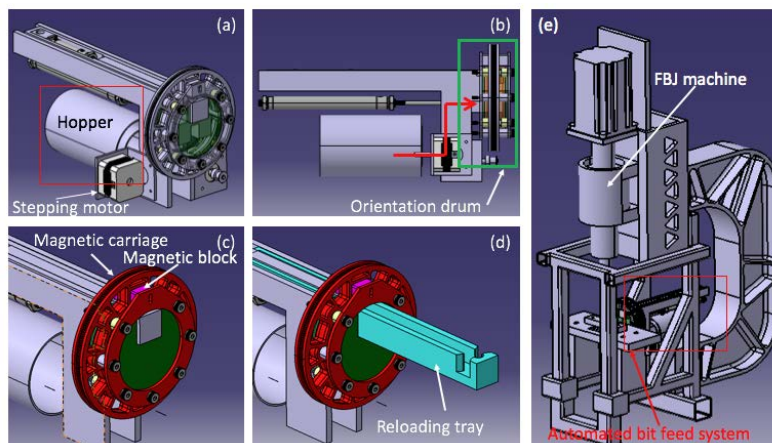 (a)
Hopper
Stepping motor
(b)
Orientation drum
(c)
Magnetic carriage
Magnetic block
(d)
Reloading tray
(e)
FBJ machine
Automated bit feed system